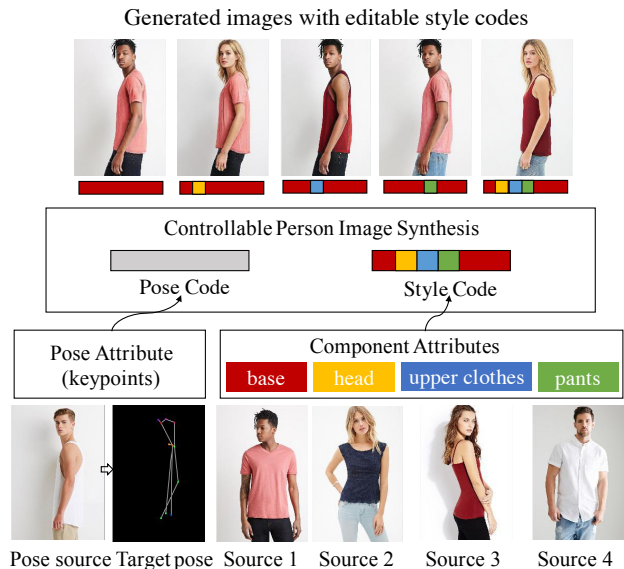 Generated images with editable style codes
Controllable Person Image Synthesis
Pose Code
Style Code
Pose Attribute
(keypoints)
Component Attributes
base
head
upper clothes
pants
Pose source
Target pose
Source 1
Source 2
Source 3
Source 4